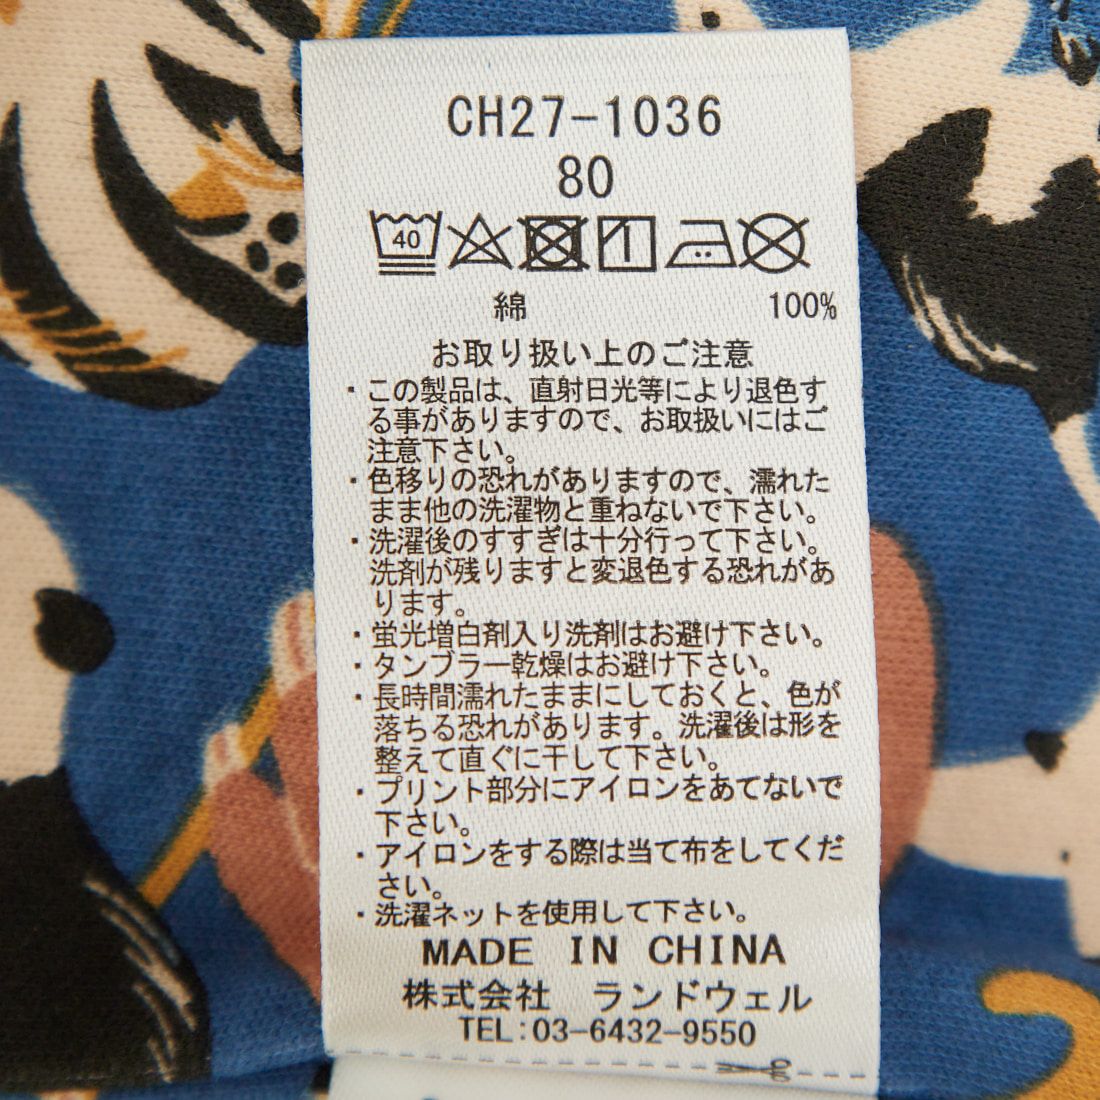 CH27-1036
80
40
綿 100%
お取り扱い上のご注意
・この製品は、直射日光等により退色す
る事がありますので、お取扱いにはご
注意下さい。
・色移りの恐れがありますので、濡れた
まま他の洗濯物と重ねないで下さい。
・洗濯後のすすぎは十分行って下さい。
洗剤が残りますと変退色する恐れがあ
ります。
・蛍光増白剤入り洗剤はお避け下さい。
・タンブラー乾燥はお避け下さい。
・長時間濡れたままにしておくと、色が
落ちる恐れがあります。洗濯後は形を
整えて直ぐに干して下さい。
・プリント部分にアイロンをあてないで
下さい。
・アイロンをする際は当て布をしてくだ
さい。
・洗濯ネットを使用して下さい。
MADE IN CHINA
株式会社 ランドウェル
TEL:03-6432-9550